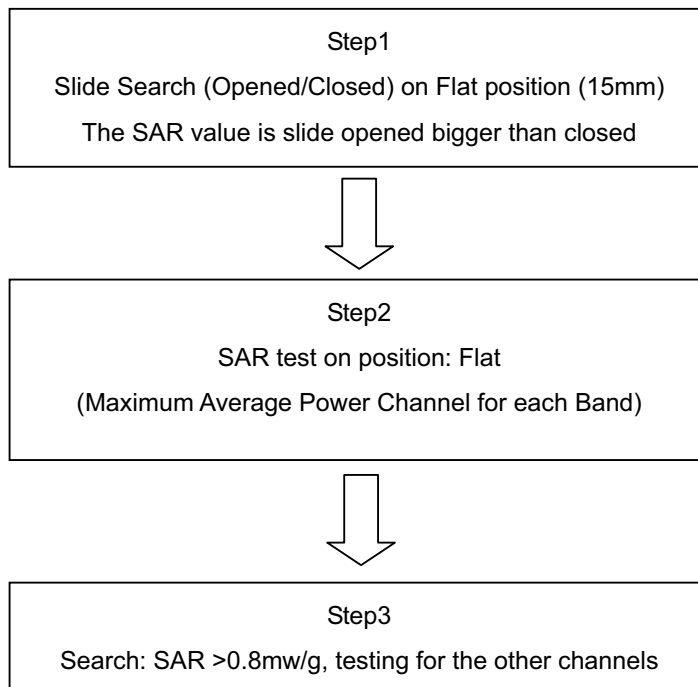 Step1
Slide Search (Opened/Closed) on Flat position (15mm)
The SAR value is slide opened bigger than closed
Step2
SAR test on position: Flat
(Maximum Average Power Channel for each Band)
Step3
Search: SAR >0.8mw/g, testing for the other channels